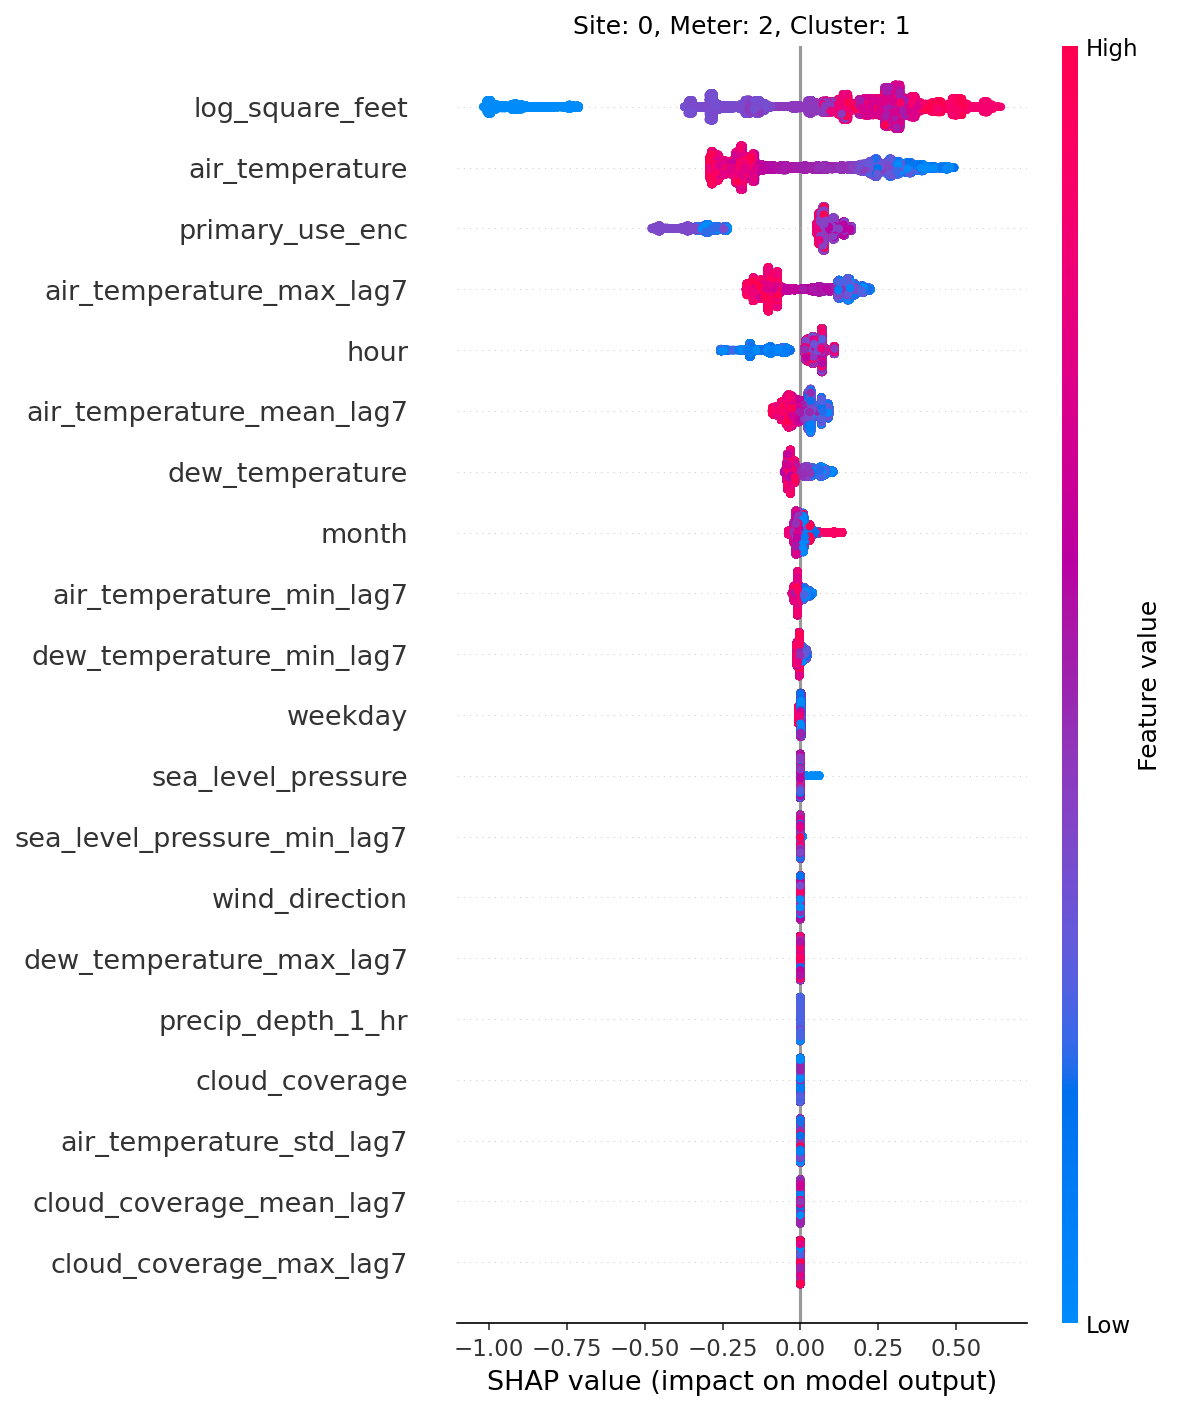 Site: 0, Meter: 2, Cluster: 1
High
log_square_feet
air_temperature
primary_use_enc
air_temperature_max_lag7
hour
air_temperature_mean_lag7
dew_temperature
month
air_temperature_min_lag7
dew_temperature_min_lag7
weekday
sea_level_pressure
sea_level_pressure_min_lag7
wind_direction
dew_temperature_max_lag7
precip_depth_1_hr
cloud_coverage
air_temperature_std_lag7
cloud_coverage_mean_lag7
cloud_coverage_max_lag7
Feature value
Low
−1.00 −0.75 −0.50 −0.25 0.00 0.25 0.50
SHAP value (impact on model output)